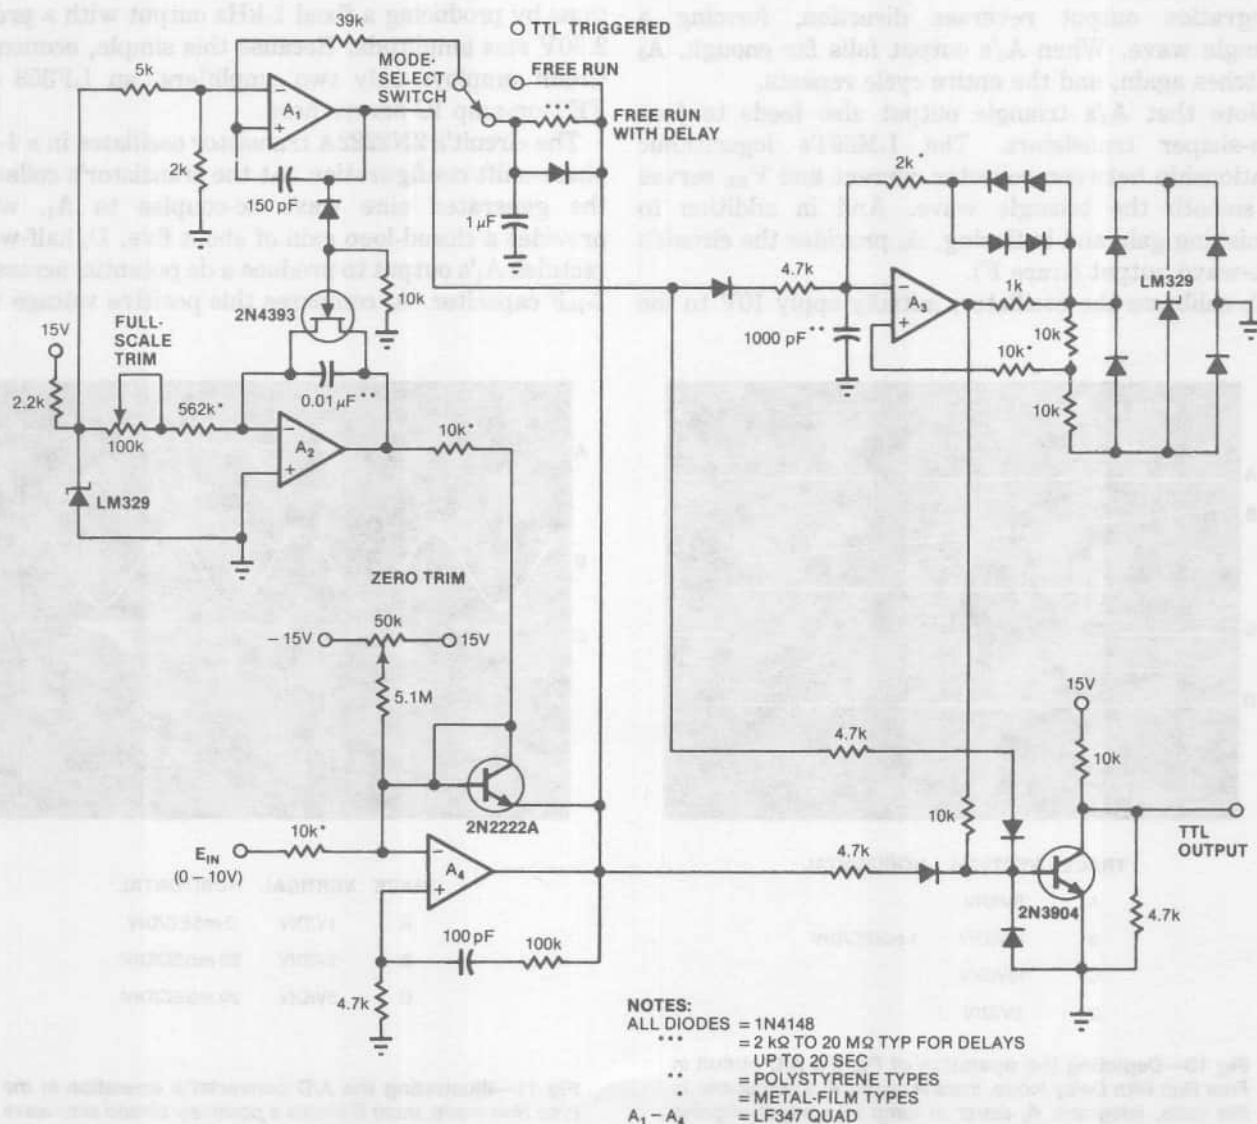 gration output reverses direction, forcing a
39k
TTL TRIGGERED
MODE-
SELECT
SWITCH
FREE RUN
•••
FREE RUN
WITH DELAY
5k
A1
−
+
2k
150 pF
1 µF
10k
2N4393
15V
FULL-
SCALE
TRIM
2.2k
100k
562k*
0.01 µF••
A2
−
+
10k*
LM329
2k*
4.7k
A3
−
+
1k
LM329
1000 pF••
10k
10k*
10k
ZERO TRIM
− 15V
50k
15V
5.1M
2N2222A
EIN
(0 – 10V)
10k*
A4
−
+
100 pF
100k
4.7k
15V
4.7k
10k
10k
TTL
OUTPUT
4.7k
2N3904
4.7k
NOTES:
ALL DIODES = 1N4148
••• = 2 kΩ TO 20 MΩ TYP FOR DELAYS
UP TO 20 SEC
•• = POLYSTYRENE TYPES
• = METAL-FILM TYPES
A1 – A4 = LF347 QUAD